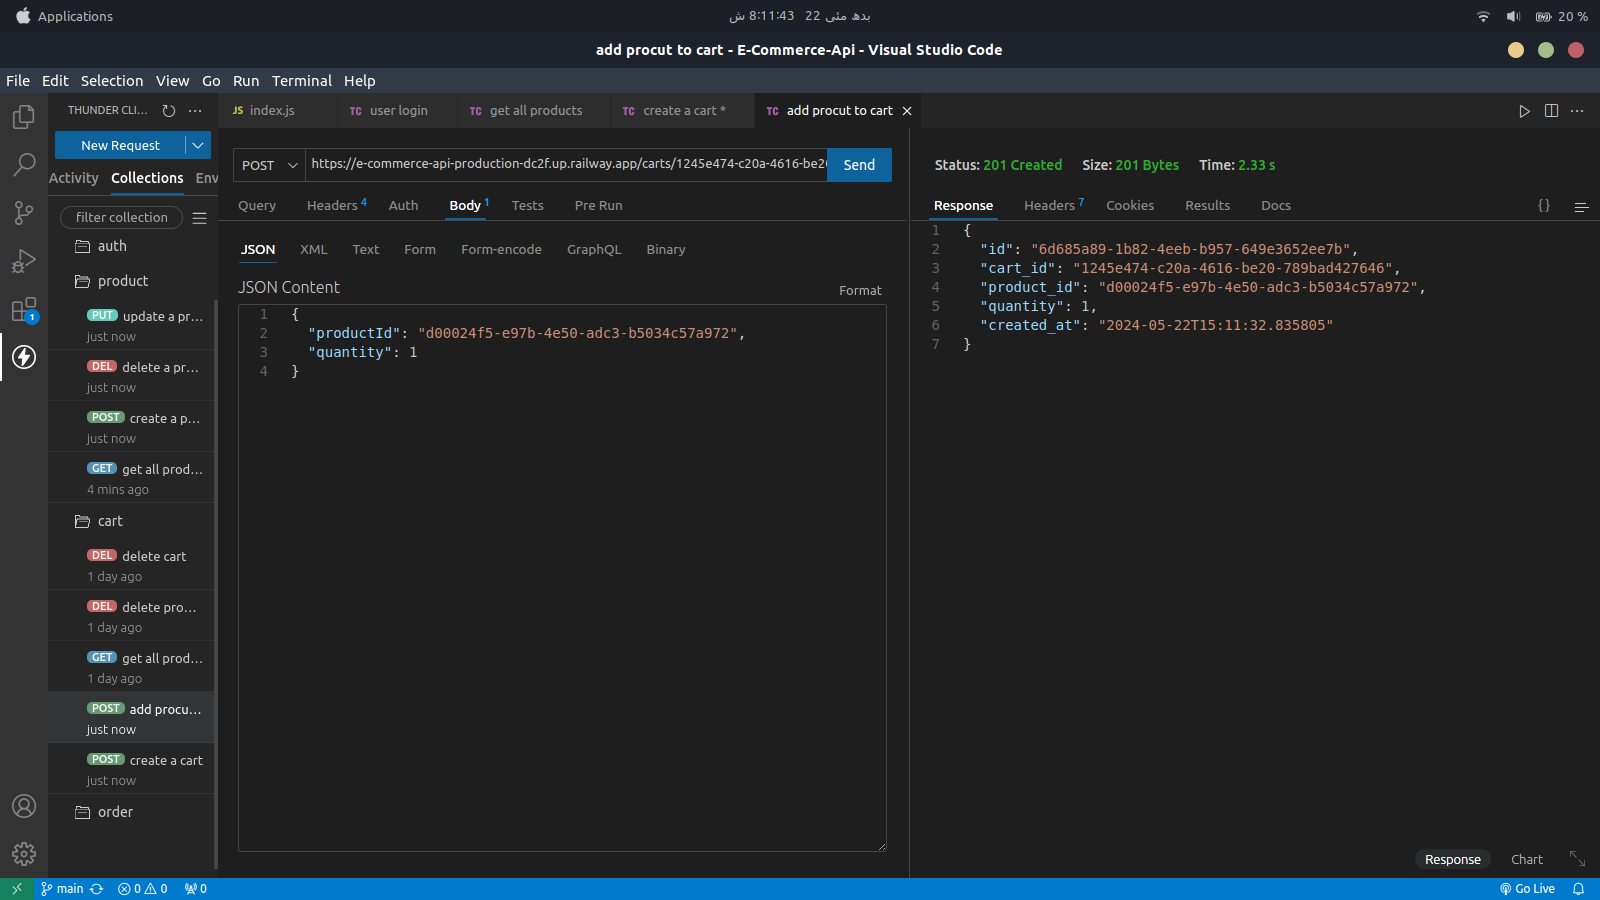 Applications
بدھ مئی 22 8:11:43 ش
20 %
add procut to cart - E-Commerce-Api - Visual Studio Code
File Edit Selection View Go Run Terminal Help
THUNDER CLI...
New Request
Activity Collections Env
filter collection
auth
product
PUT update a pr...
just now
DEL delete a pr...
just now
POST create a p...
just now
GET get all prod...
4 mins ago
cart
DEL delete cart
1 day ago
DEL delete pro...
1 day ago
GET get all prod...
1 day ago
POST add procu...
just now
POST create a cart
just now
order
1
JS index.js
TC user login
TC get all products
TC create a cart *
TC add procut to cart
POST https://e-commerce-api-production-dc2f.up.railway.app/carts/1245e474-c20a-4616-be20 Send
Query Headers 4 Auth Body 1 Tests Pre Run
JSON XML Text Form Form-encode GraphQL Binary
JSON Content
Format
1 {
2 "productId": "d00024f5-e97b-4e50-adc3-b5034c57a972",
3 "quantity": 1
4 }
Status: 201 Created Size: 201 Bytes Time: 2.33 s
Response Headers 7 Cookies Results Docs
{}
1 {
2 "id": "6d685a89-1b82-4eeb-b957-649e3652ee7b",
3 "cart_id": "1245e474-c20a-4616-be20-789bad427646",
4 "product_id": "d00024f5-e97b-4e50-adc3-b5034c57a972",
5 "quantity": 1,
6 "created_at": "2024-05-22T15:11:32.835805"
7 }
Response Chart
main 0 0 0
Go Live